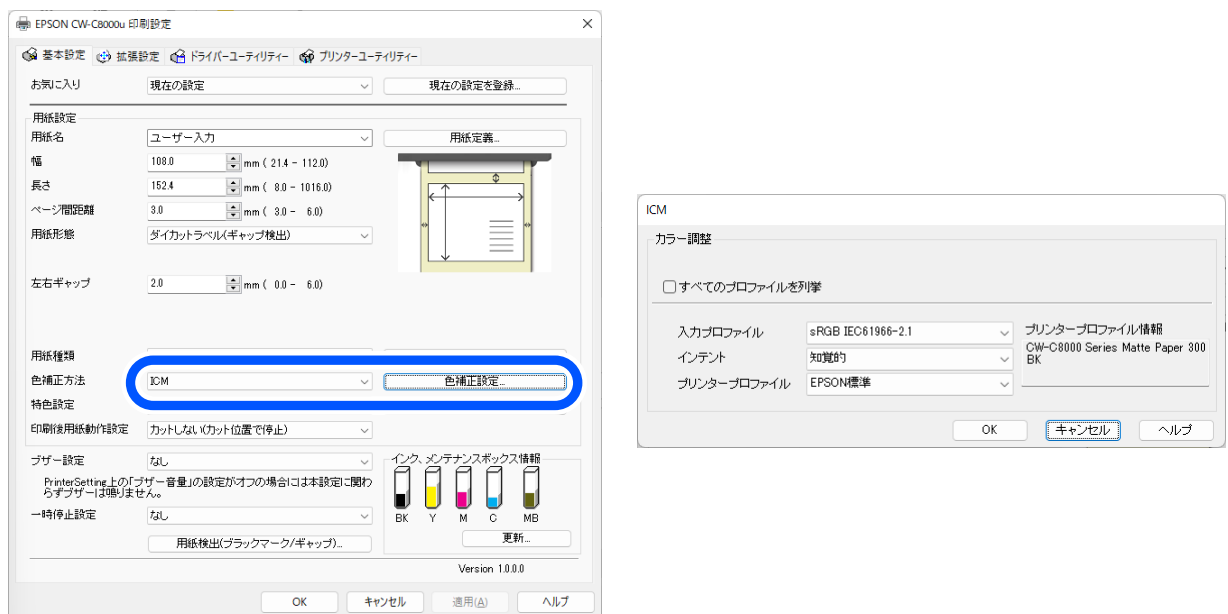 EPSON CW-C8000u 印刷設定
基本設定 拡張設定 ドライバーユーティリティー プリンターユーティリティー
お気に入り 現在の設定 現在の設定を登録...
用紙設定
用紙名 ユーザー入力 用紙定義...
幅 108.0 mm ( 21.4 - 112.0)
長さ 152.4 mm ( 8.0 - 1016.0)
ページ間距離 3.0 mm ( 3.0 - 6.0)
用紙形態 ダイカットラベル(ギャップ検出)
左右ギャップ 2.0 mm ( 0.0 - 6.0)
用紙種類
色補正方法 ICM 色補正設定...
特色設定
印刷後用紙動作設定 カットしない(カット位置で停止)
ブザー設定 なし
PrinterSetting上の「ブザー音量」の設定がオフの場合には本設定に関わ
らずブザーは鳴りません。
一時停止設定 なし
用紙検出(ブラックマーク/ギャップ)...
インク、メンテナンスボックス情報
BK Y M C MB
更新...
Version 1.0.0.0
OK キャンセル 適用(A) ヘルプ
ICM
カラー調整
すべてのプロファイルを列挙
入力プロファイル sRGB IEC61966-2.1
インテント 知覚的
プリンタープロファイル EPSON標準
プリンタープロファイル情報
CW-C8000 Series Matte Paper 300
BK
OK キャンセル ヘルプ